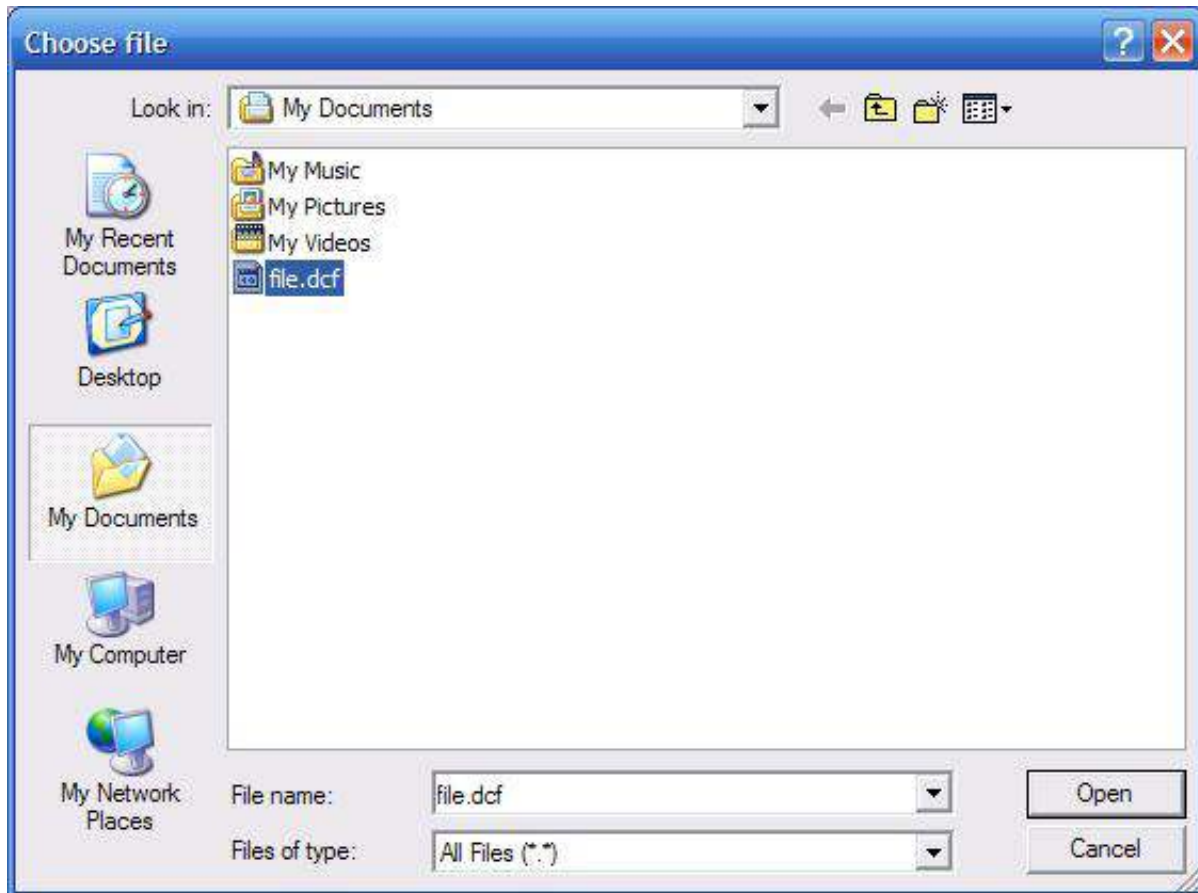 Choose file
Look in:
My Documents
My Music
My Pictures
My Videos
file.dcf
My Recent
Documents
Desktop
My Documents
My Computer
My Network
Places
File name:
file.dcf
Open
Files of type:
All Files (*.*)
Cancel